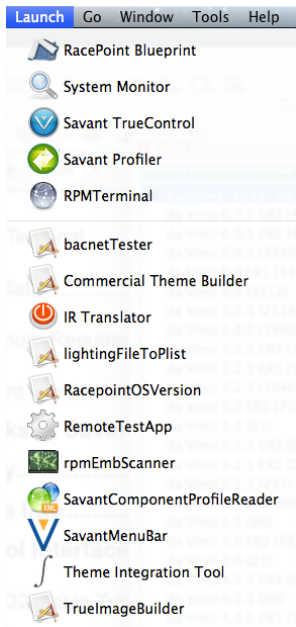 Launch Go Window Tools Help
RacePoint Blueprint
System Monitor
Savant TrueControl
Savant Profiler
RPMTerminal
bacnetTester
Commercial Theme Builder
IR Translator
lightingFileToPlist
RacepointOSVersion
RemoteTestApp
rpmEmbScanner
XML
SavantComponentProfileReader
SavantMenuBar
Theme Integration Tool
TrueImageBuilder